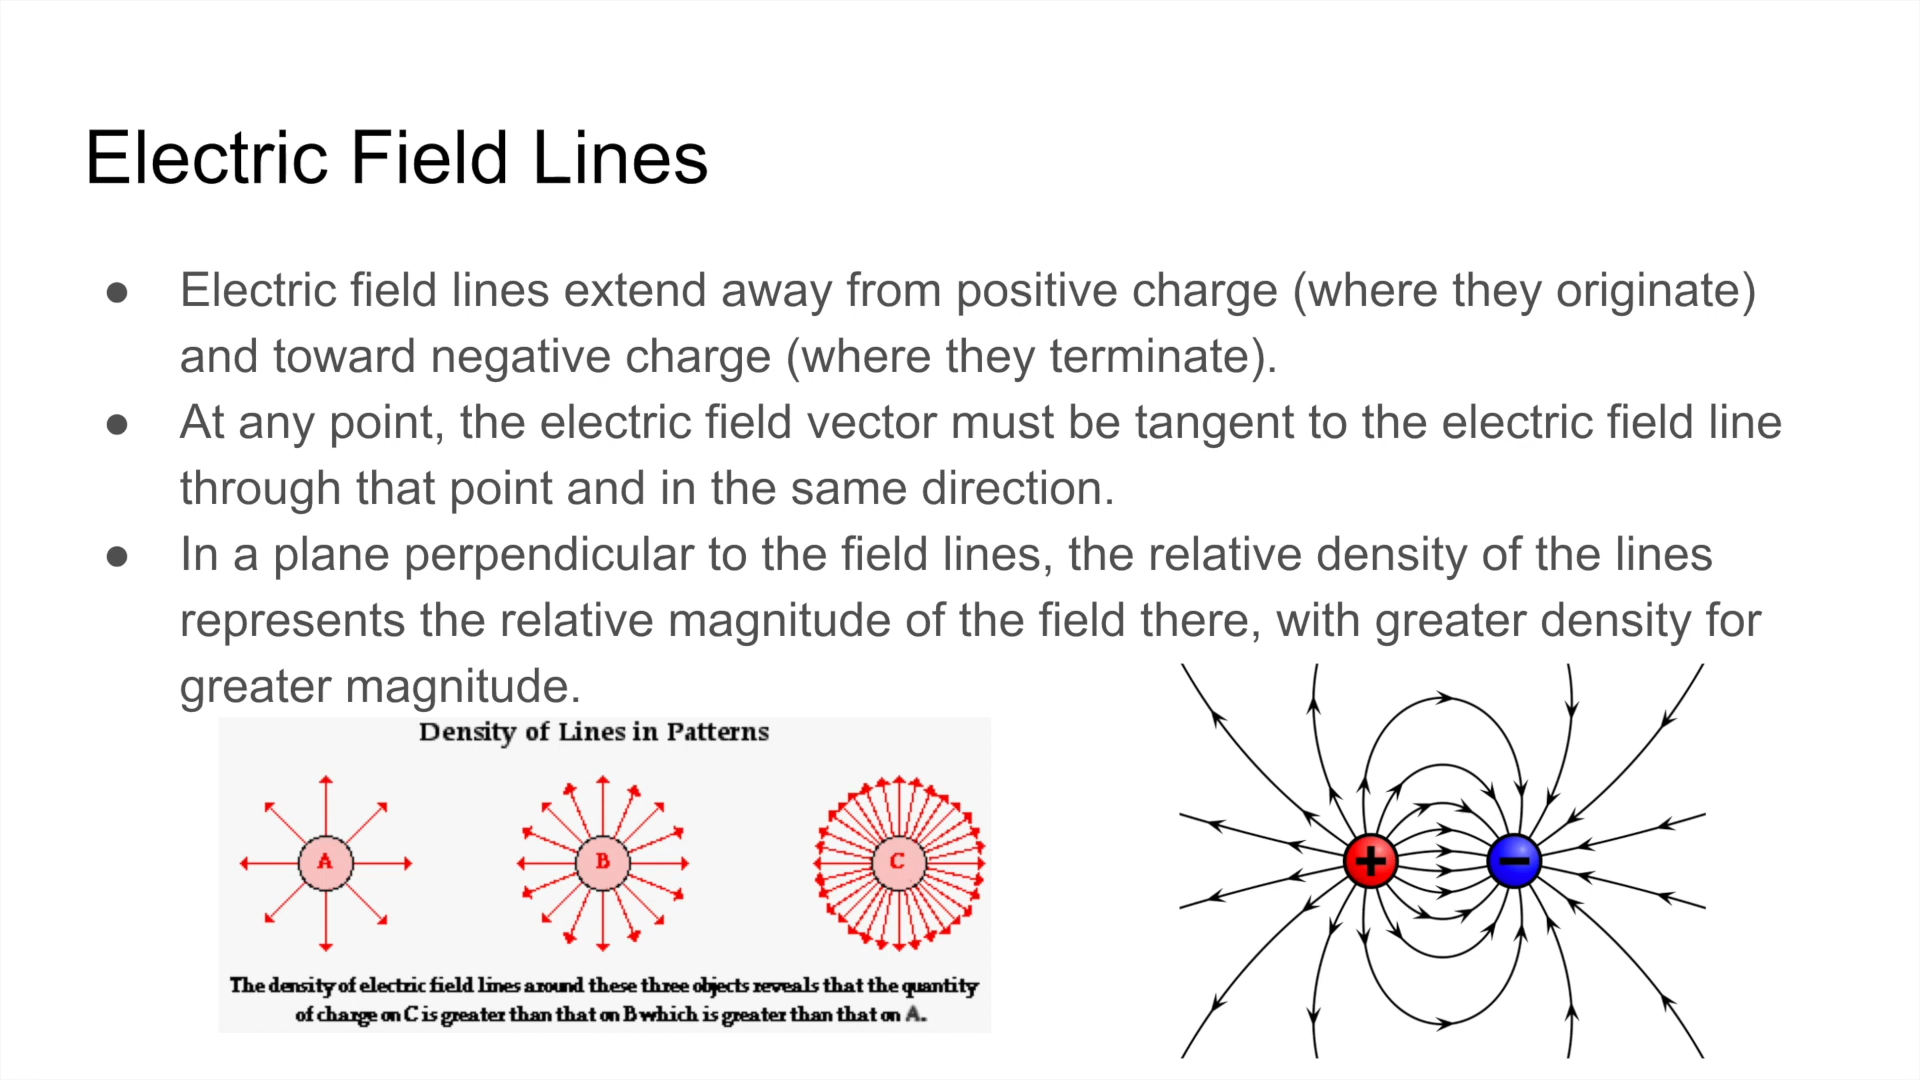 Electric Field Lines
● Electric field lines extend away from positive charge (where they originate)
and toward negative charge (where they terminate).
● At any point, the electric field vector must be tangent to the electric field line
through that point and in the same direction.
● In a plane perpendicular to the field lines, the relative density of the lines
represents the relative magnitude of the field there, with greater density for
greater magnitude.
Density of Lines in Patterns
A B C
The density of electric field lines around these three objects reveals that the quantity
of charge on C is greater than that on B which is greater than that on A.
+ −